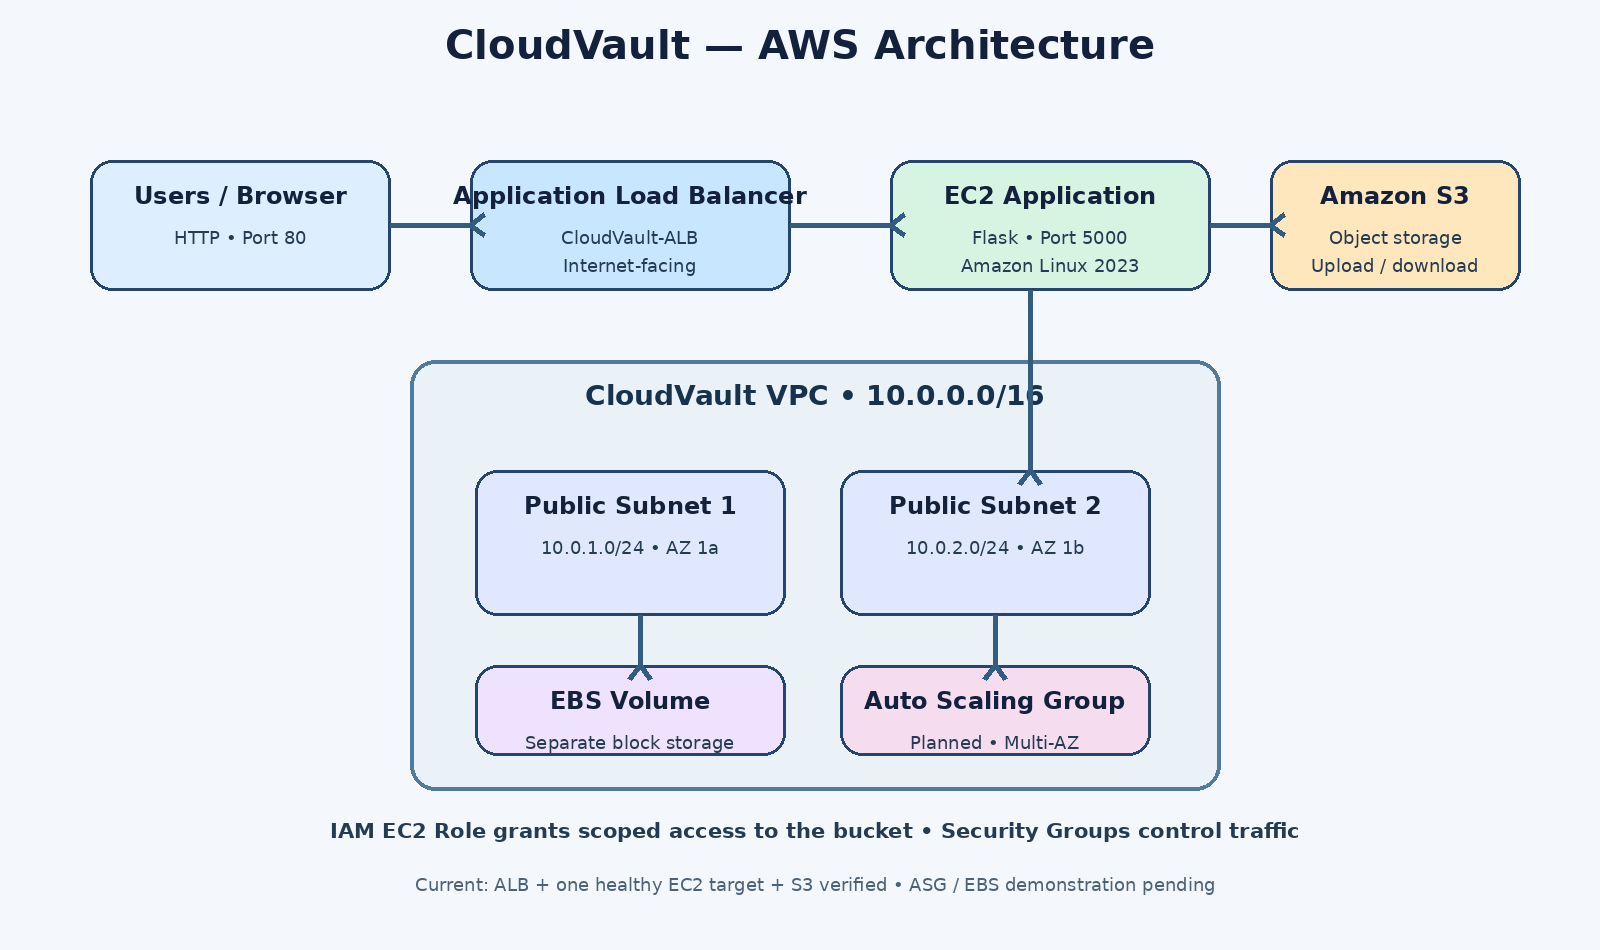 CloudVault — AWS Architecture
Users / Browser
HTTP • Port 80
Application Load Balancer
CloudVault-ALB
Internet-facing
EC2 Application
Flask • Port 5000
Amazon Linux 2023
Amazon S3
Object storage
Upload / download
CloudVault VPC • 10.0.0.0/16
Public Subnet 1
10.0.1.0/24 • AZ 1a
Public Subnet 2
10.0.2.0/24 • AZ 1b
EBS Volume
Separate block storage
Auto Scaling Group
Planned • Multi-AZ
IAM EC2 Role grants scoped access to the bucket • Security Groups control traffic
Current: ALB + one healthy EC2 target + S3 verified • ASG / EBS demonstration pending